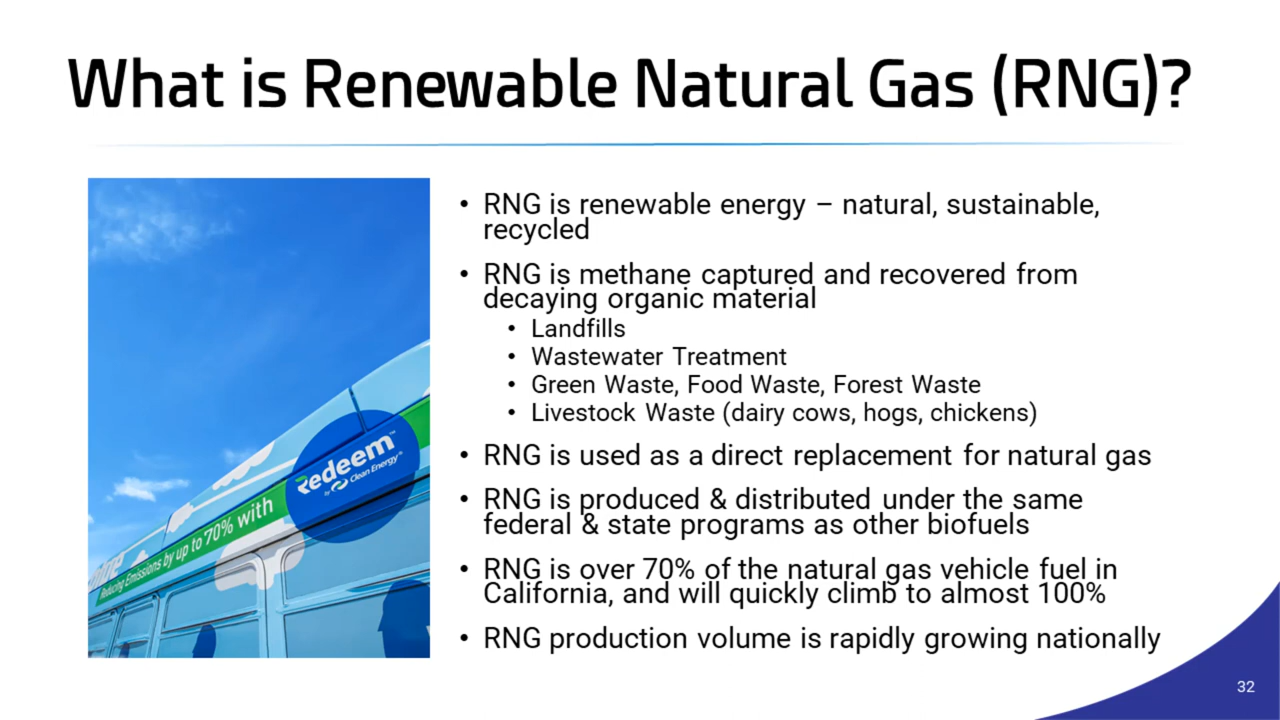 What is Renewable Natural Gas (RNG)?
• RNG is renewable energy – natural, sustainable,
recycled
• RNG is methane captured and recovered from
decaying organic material
• Landfills
• Wastewater Treatment
• Green Waste, Food Waste, Forest Waste
• Livestock Waste (dairy cows, hogs, chickens)
• RNG is used as a direct replacement for natural gas
• RNG is produced & distributed under the same
federal & state programs as other biofuels
• RNG is over 70% of the natural gas vehicle fuel in
California, and will quickly climb to almost 100%
• RNG production volume is rapidly growing nationally
Redeem™
by Clean Energy®
Reducing Emissions by up to 70% with
32